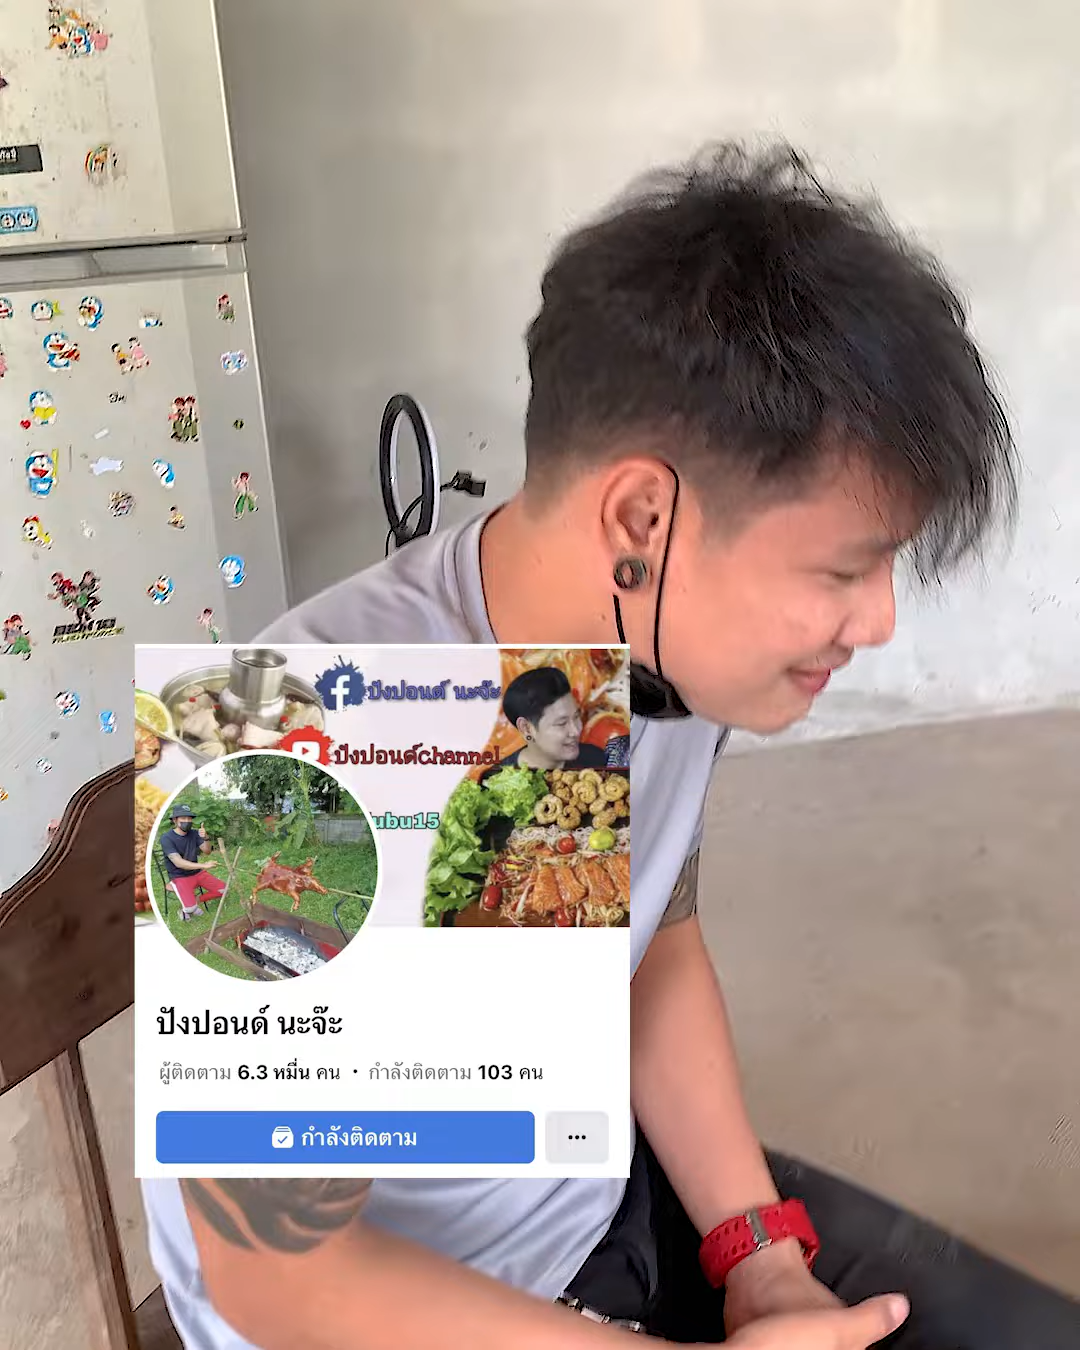 ปังปอนด์ นะจ๊ะ
ปังปอนด์channel
ubu15
ปังปอนด์ นะจ๊ะ
ผู้ติดตาม 6.3 หมื่น คน • กำลังติดตาม 103 คน
กำลังติดตาม